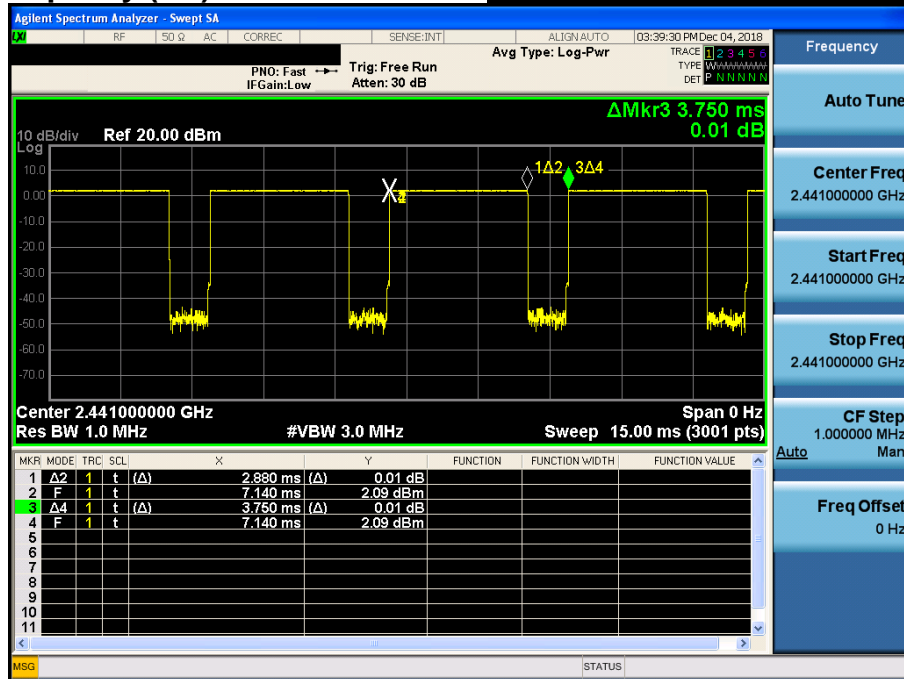 Agilent Spectrum Analyzer - Swept SA
LXI RF 50 Ω AC CORREC SENSE:INT ALIGN AUTO 03:39:30 PM Dec 04, 2018
Frequency
Avg Type: Log-Pwr TRACE 1 2 3 4 5 6
PNO: Fast Trig: Free Run TYPE
IFGain:Low Atten: 30 dB DET P N N N N N
Auto Tune
ΔMkr3 3.750 ms
0.01 dB
10 dB/div Ref 20.00 dBm
Log
10.0
0.00
-10.0
-20.0
-30.0
-40.0
-50.0
-60.0
-70.0
1Δ2 3Δ4
X
Center Freq
2.441000000 GHz
Start Freq
2.441000000 GHz
Stop Freq
2.441000000 GHz
Center 2.441000000 GHz Span 0 Hz
Res BW 1.0 MHz #VBW 3.0 MHz Sweep 15.00 ms (3001 pts)
CF Step
1.000000 MHz
Auto Man
Freq Offset
0 Hz
MKR MODE TRC SCL X Y FUNCTION FUNCTION WIDTH FUNCTION VALUE
1 Δ2 1 t (Δ) 2.880 ms (Δ) 0.01 dB
2 F 1 t 7.140 ms 2.09 dBm
3 Δ4 1 t (Δ) 3.750 ms (Δ) 0.01 dB
4 F 1 t 7.140 ms 2.09 dBm
5
6
7
8
9
10
11
MSG STATUS